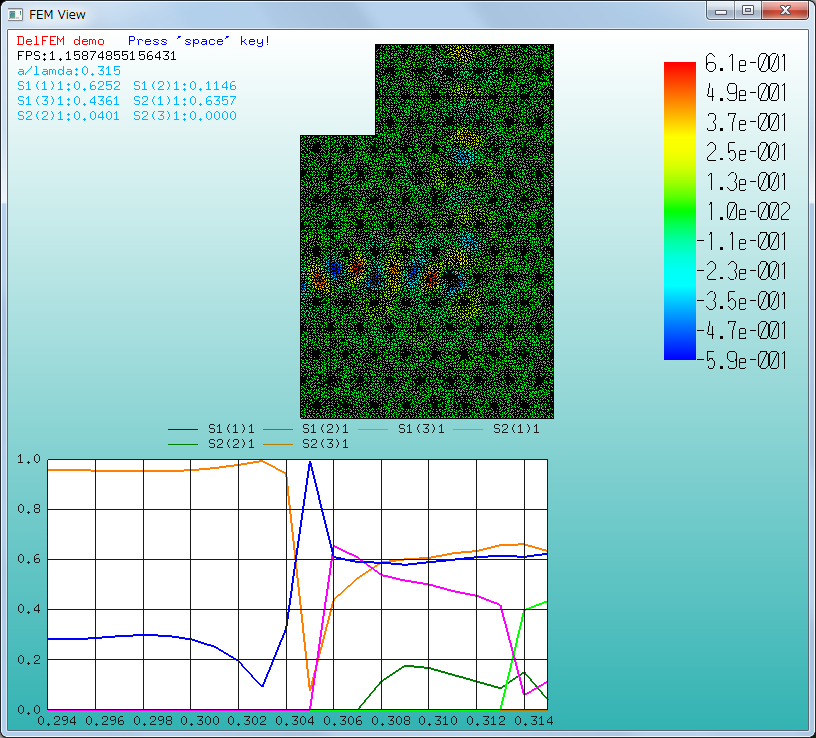 FEM View
DelFEM demo   Press 'space' key!
FPS:1.15874855156431
a/lamda:0.315
S1(1)1:0.6252 S1(2)1:0.1146
S1(3)1:0.4361 S2(1)1:0.6357
S2(2)1:0.0401 S2(3)1:0.0000
6.1e-001
4.9e-001
3.7e-001
2.5e-001
1.3e-001
1.0e-002
-1.1e-001
-2.3e-001
-3.5e-001
-4.7e-001
-5.9e-001
S1(1)1 S1(2)1 S1(3)1 S2(1)1
S2(2)1 S2(3)1
1.0
0.8
0.6
0.4
0.2
0.0
0.294 0.296 0.298 0.300 0.302 0.304 0.306 0.308 0.310 0.312 0.314